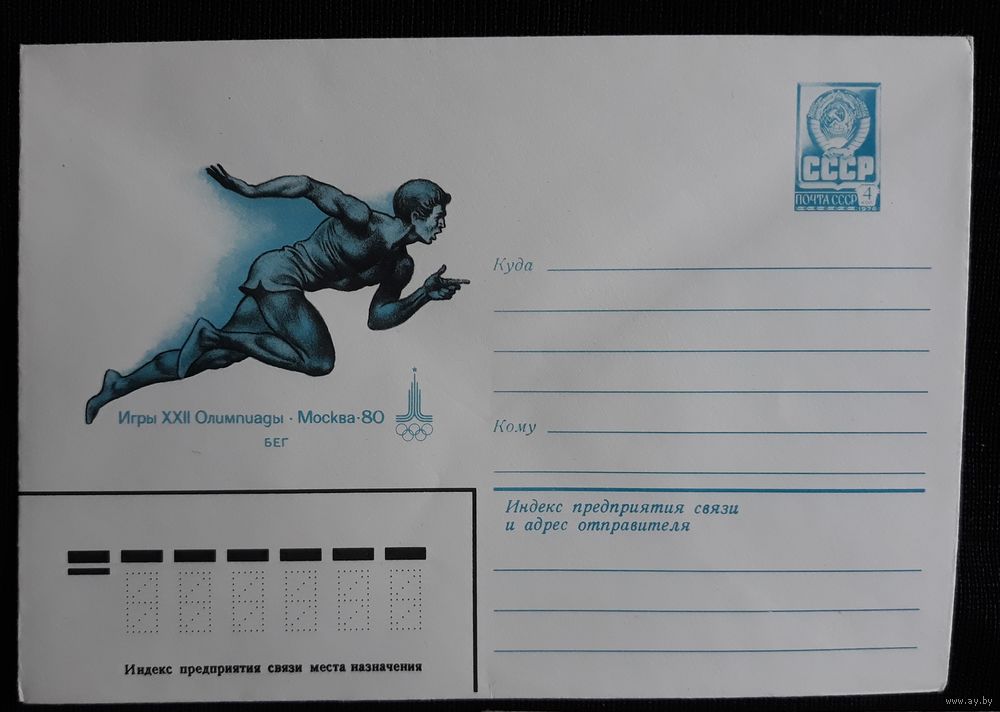 СССР
ПОЧТА СССР 4
1976
Куда
Игры XXII Олимпиады · Москва·80
БЕГ
Кому
Индекс предприятия связи
и адрес отправителя
Индекс предприятия связи места назначения
www.ay.by